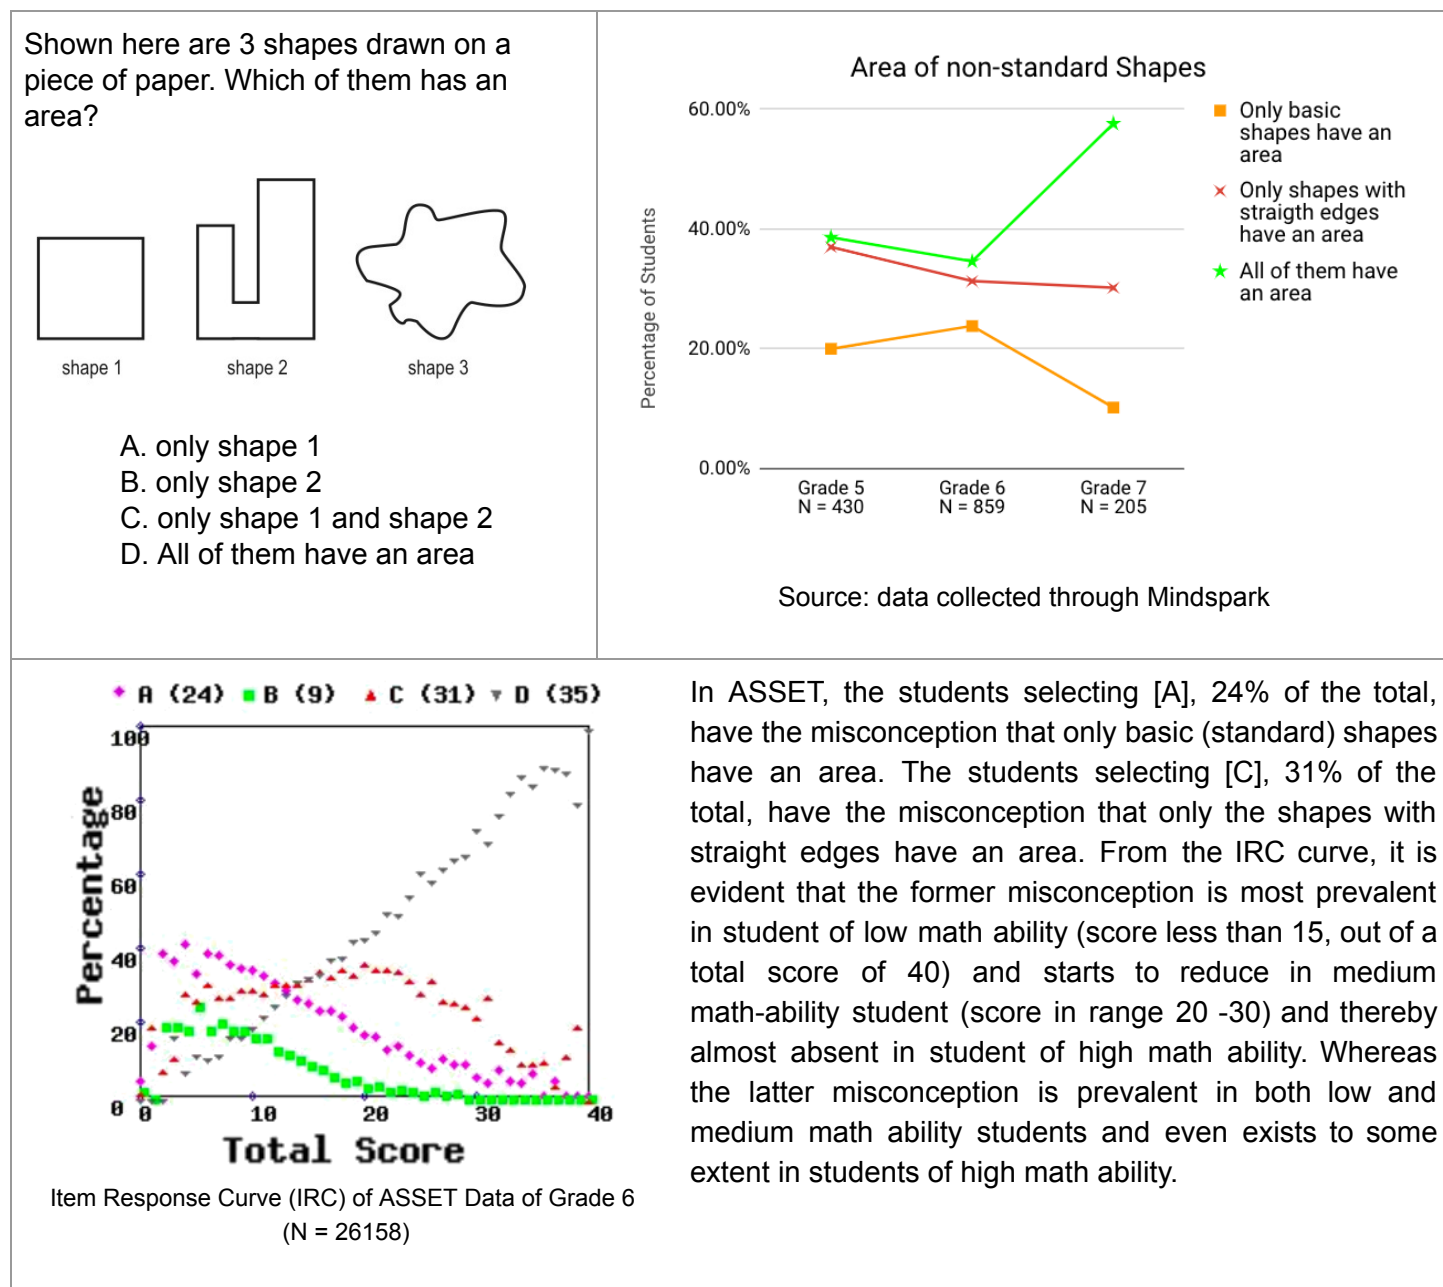 Shown here are 3 shapes drawn on a
piece of paper. Which of them has an
area?
shape 1
shape 2
shape 3
A. only shape 1
B. only shape 2
C. only shape 1 and shape 2
D. All of them have an area
Area of non-standard Shapes
Percentage of Students
60.00%
40.00%
20.00%
0.00%
Grade 5
N = 430
Grade 6
N = 859
Grade 7
N = 205
Only basic
shapes have an
area
Only shapes with
straigth edges
have an area
All of them have
an area
Source: data collected through Mindspark
A (24) B (9) C (31) D (35)
Percentage
100
80
60
40
20
0
0 10 20 30 40
Total Score
Item Response Curve (IRC) of ASSET Data of Grade 6
(N = 26158)
In ASSET, the students selecting [A], 24% of the total,
have the misconception that only basic (standard) shapes
have an area. The students selecting [C], 31% of the
total, have the misconception that only the shapes with
straight edges have an area. From the IRC curve, it is
evident that the former misconception is most prevalent
in student of low math ability (score less than 15, out of a
total score of 40) and starts to reduce in medium
math-ability student (score in range 20 -30) and thereby
almost absent in student of high math ability. Whereas
the latter misconception is prevalent in both low and
medium math ability students and even exists to some
extent in students of high math ability.